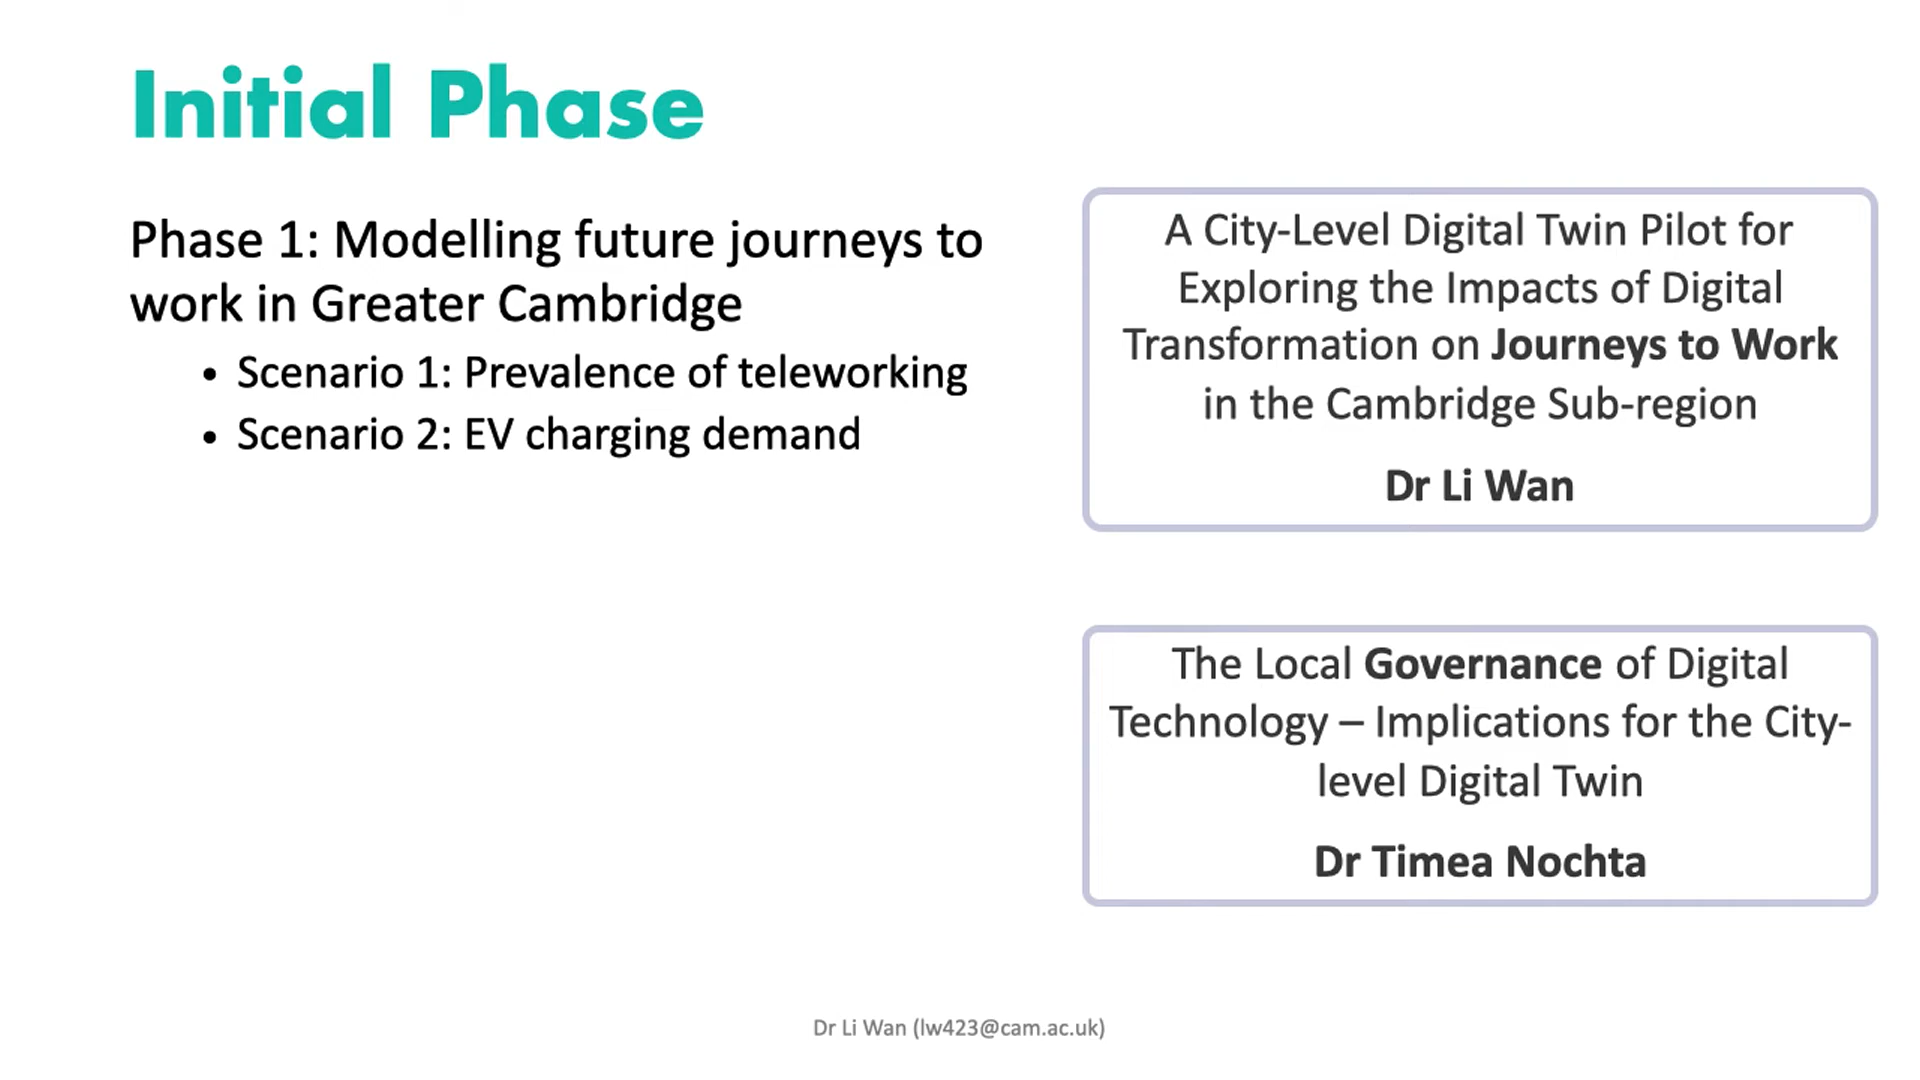 Initial Phase
Phase 1: Modelling future journeys to
work in Greater Cambridge
• Scenario 1: Prevalence of teleworking
• Scenario 2: EV charging demand
A City-Level Digital Twin Pilot for
Exploring the Impacts of Digital
Transformation on Journeys to Work
in the Cambridge Sub-region
Dr Li Wan
The Local Governance of Digital
Technology – Implications for the City-
level Digital Twin
Dr Timea Nochta
Dr Li Wan (lw423@cam.ac.uk)